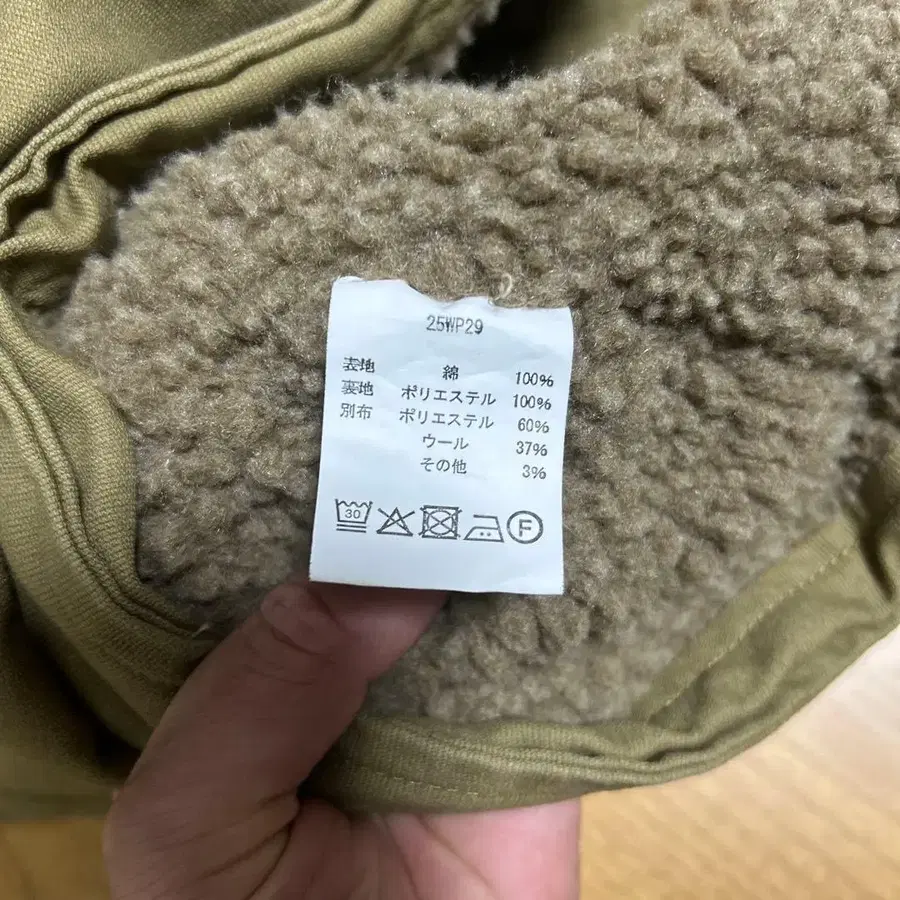 25WP29
表地 綿 100%
裏地 ポリエステル 100%
別布 ポリエステル 60%
ウール 37%
その他 3%
30 F